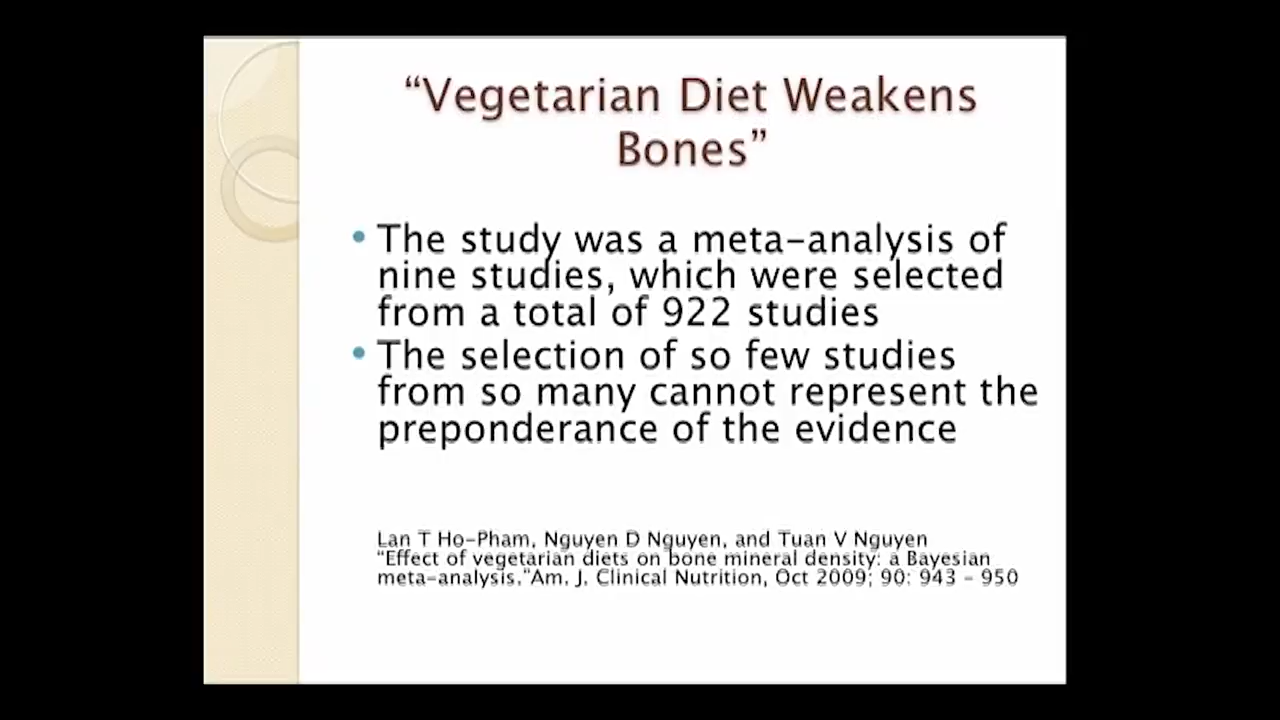 “Vegetarian Diet Weakens
Bones”
• The study was a meta-analysis of
nine studies, which were selected
from a total of 922 studies
• The selection of so few studies
from so many cannot represent the
preponderance of the evidence
Lan T Ho-Pham, Nguyen D Nguyen, and Tuan V Nguyen
“Effect of vegetarian diets on bone mineral density: a Bayesian
meta-analysis,”Am. J. Clinical Nutrition, Oct 2009; 90: 943 - 950